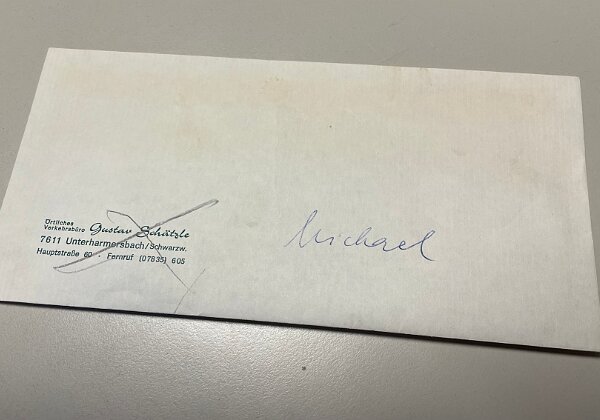 Örtliches
Verkehrsbüro Gustav Schätzle
7611 Unterharmersbach/Schwarzw.
Hauptstraße 60 · Fernruf (07835) 605
Michael